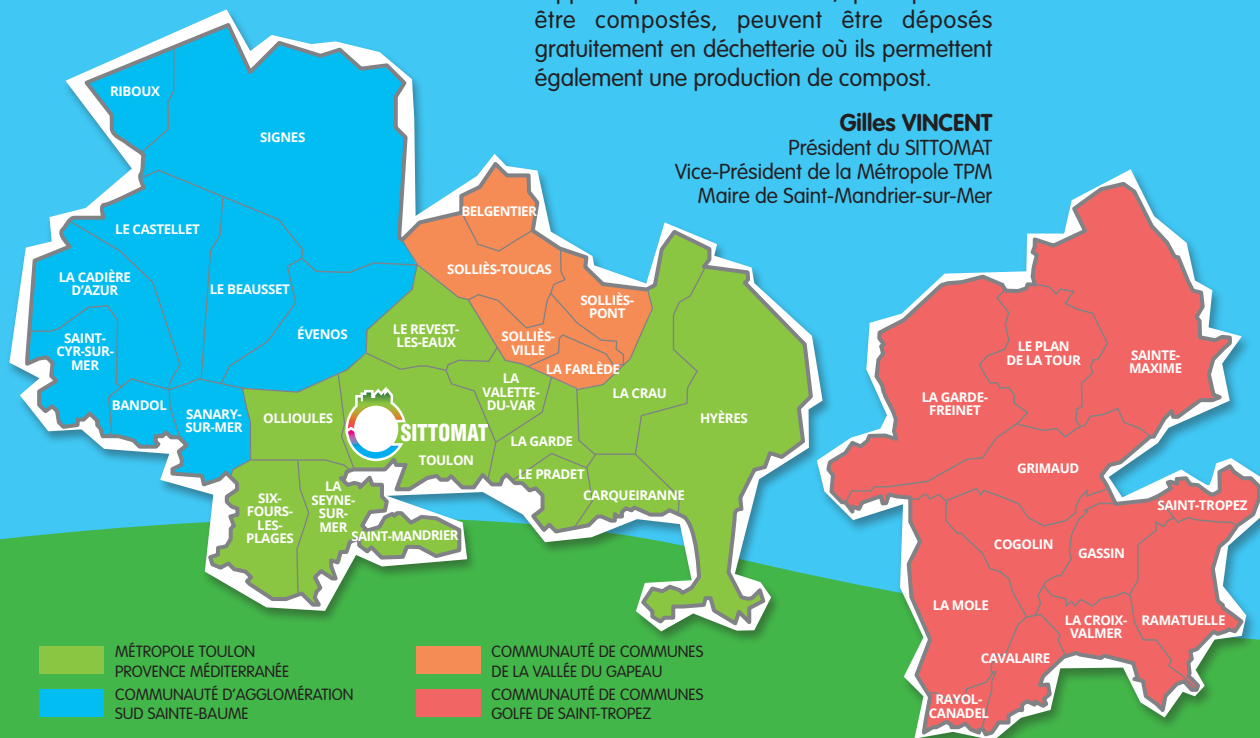 être compostés, peuvent être déposés
gratuitement en déchetterie où ils permettent
également une production de compost.
Gilles VINCENT
Président du SITTOMAT
Vice-Président de la Métropole TPM
Maire de Saint-Mandrier-sur-Mer
RIBOUX
SIGNES
LE CASTELLET
LA CADIÈRE
D'AZUR
LE BEAUSSET
SAINT-
CYR-SUR-
MER
ÉVENOS
BANDOL
SANARY-
SUR-MER
BELGENTIER
SOLLIÈS-TOUCAS
SOLLIÈS-
PONT
SOLLIÈS-
VILLE
LA FARLÈDE
LE REVEST-
LES-EAUX
LA
VALETTE-
DU-VAR
LA CRAU
HYÈRES
OLLIOULES
SITTOMAT
TOULON
LA GARDE
LE PRADET
CARQUEIRANNE
SIX-
FOURS-
LES-
PLAGES
LA
SEYNE-
SUR-
MER
SAINT-MANDRIER
LE PLAN
DE LA TOUR
SAINTE-
MAXIME
LA GARDE-
FREINET
GRIMAUD
SAINT-TROPEZ
COGOLIN
GASSIN
LA MOLE
LA CROIX-
VALMER
RAMATUELLE
CAVALAIRE
RAYOL-
CANADEL
MÉTROPOLE TOULON
PROVENCE MÉDITERRANÉE
COMMUNAUTÉ D'AGGLOMÉRATION
SUD SAINTE-BAUME
COMMUNAUTÉ DE COMMUNES
DE LA VALLÉE DU GAPEAU
COMMUNAUTÉ DE COMMUNES
GOLFE DE SAINT-TROPEZ